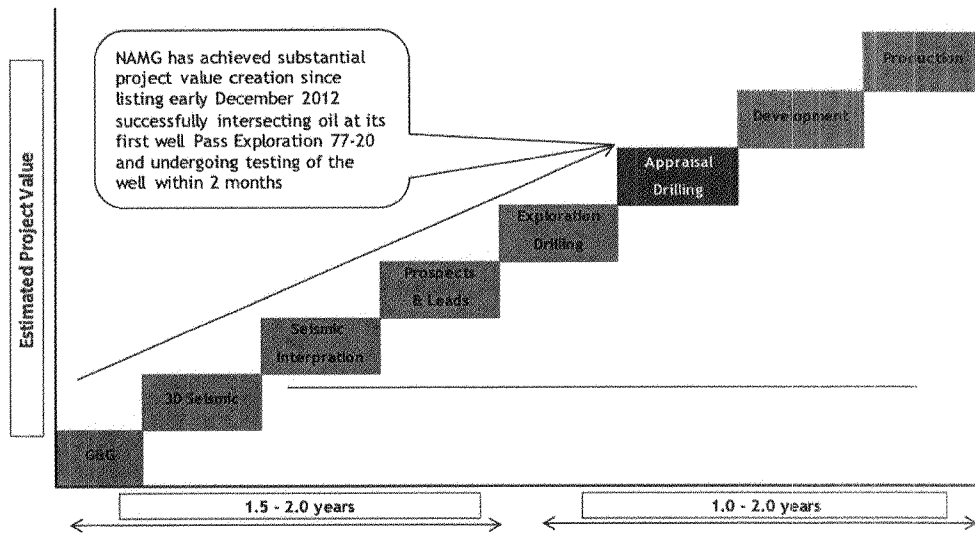 NAMG has achieved substantial
project value creation since
listing early December 2012
successfully intersecting oil at its
first well Pass Exploration 77-20
and undergoing testing of the
well within 2 months
Production
Development
Appraisal
Drilling
Exploration
Drilling
Prospects
& Leads
Seismic
Interpration
3D Seismic
G&G
Estimated Project Value
1.5 - 2.0 years
1.0 - 2.0 years